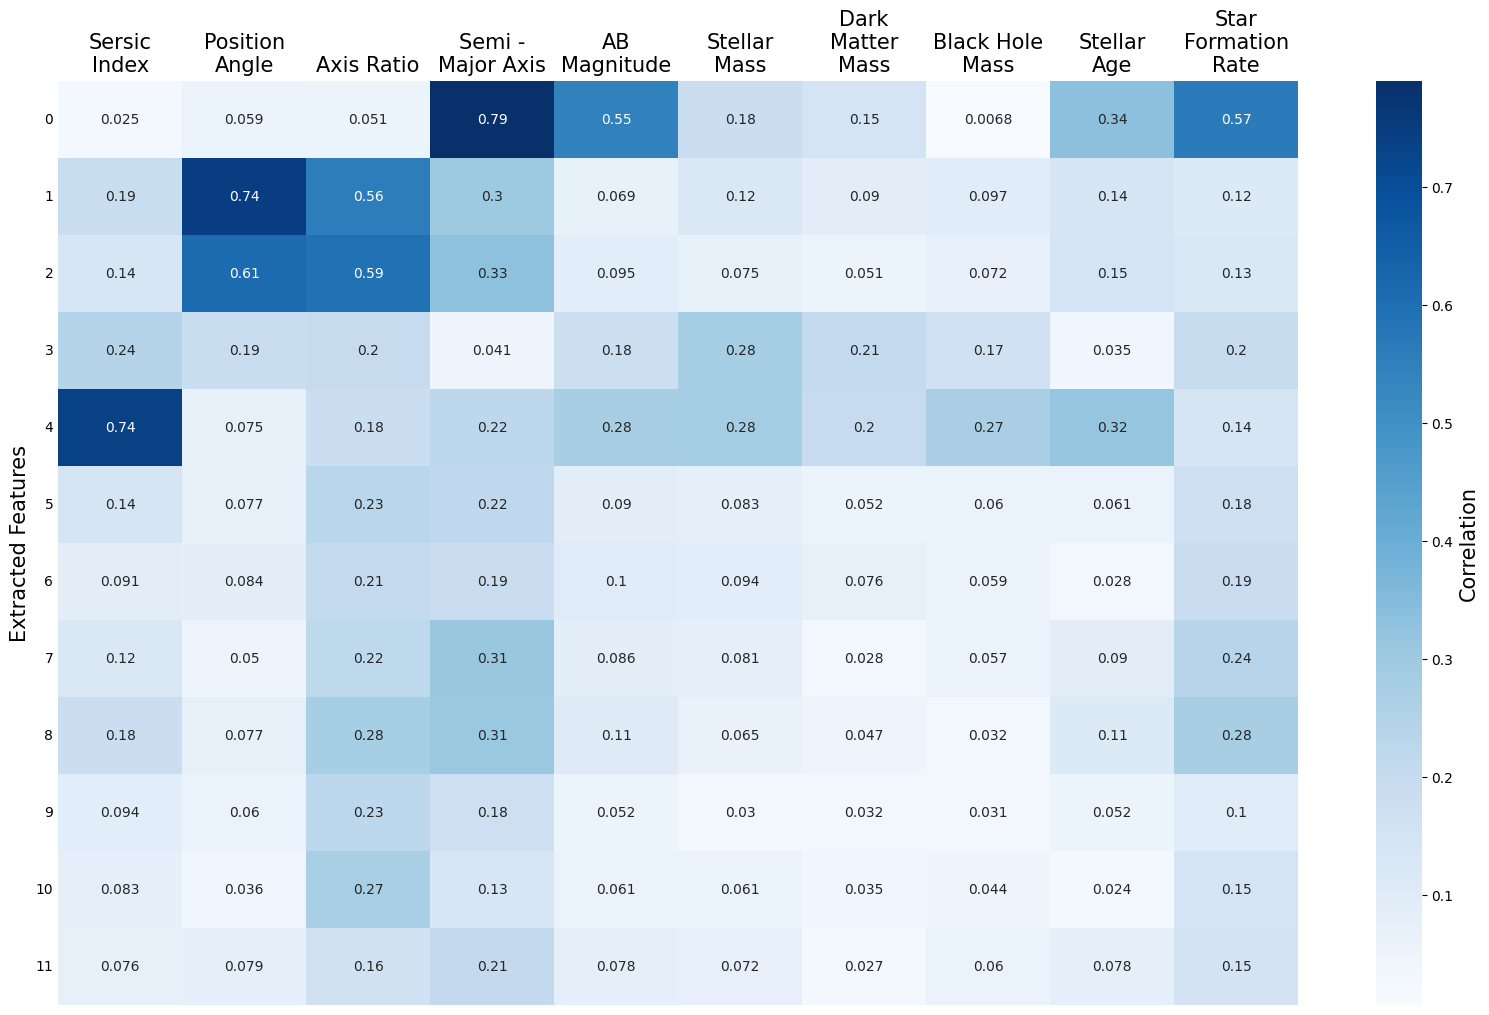 Sersic
Index
Position
Angle
Axis Ratio
Semi -
Major Axis
AB
Magnitude
Stellar
Mass
Dark
Matter
Mass
Black Hole
Mass
Stellar
Age
Star
Formation
Rate
Extracted Features
0 0.025 0.059 0.051 0.79 0.55 0.18 0.15 0.0068 0.34 0.57
1 0.19 0.74 0.56 0.3 0.069 0.12 0.09 0.097 0.14 0.12
2 0.14 0.61 0.59 0.33 0.095 0.075 0.051 0.072 0.15 0.13
3 0.24 0.19 0.2 0.041 0.18 0.28 0.21 0.17 0.035 0.2
4 0.74 0.075 0.18 0.22 0.28 0.28 0.2 0.27 0.32 0.14
5 0.14 0.077 0.23 0.22 0.09 0.083 0.052 0.06 0.061 0.18
6 0.091 0.084 0.21 0.19 0.1 0.094 0.076 0.059 0.028 0.19
7 0.12 0.05 0.22 0.31 0.086 0.081 0.028 0.057 0.09 0.24
8 0.18 0.077 0.28 0.31 0.11 0.065 0.047 0.032 0.11 0.28
9 0.094 0.06 0.23 0.18 0.052 0.03 0.032 0.031 0.052 0.1
10 0.083 0.036 0.27 0.13 0.061 0.061 0.035 0.044 0.024 0.15
11 0.076 0.079 0.16 0.21 0.078 0.072 0.027 0.06 0.078 0.15
0.7
0.6
0.5
0.4
0.3
0.2
0.1
Correlation